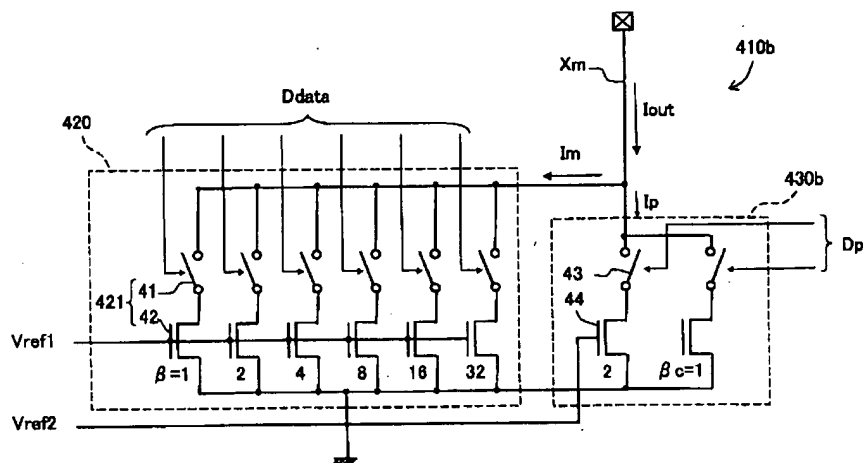 410b
Xm
Ddata
Iout
420
Im
430b
Ip
Dp
43
41
421
42
44
Vref1
β=1
2
4
8
16
32
2
βc=1
Vref2